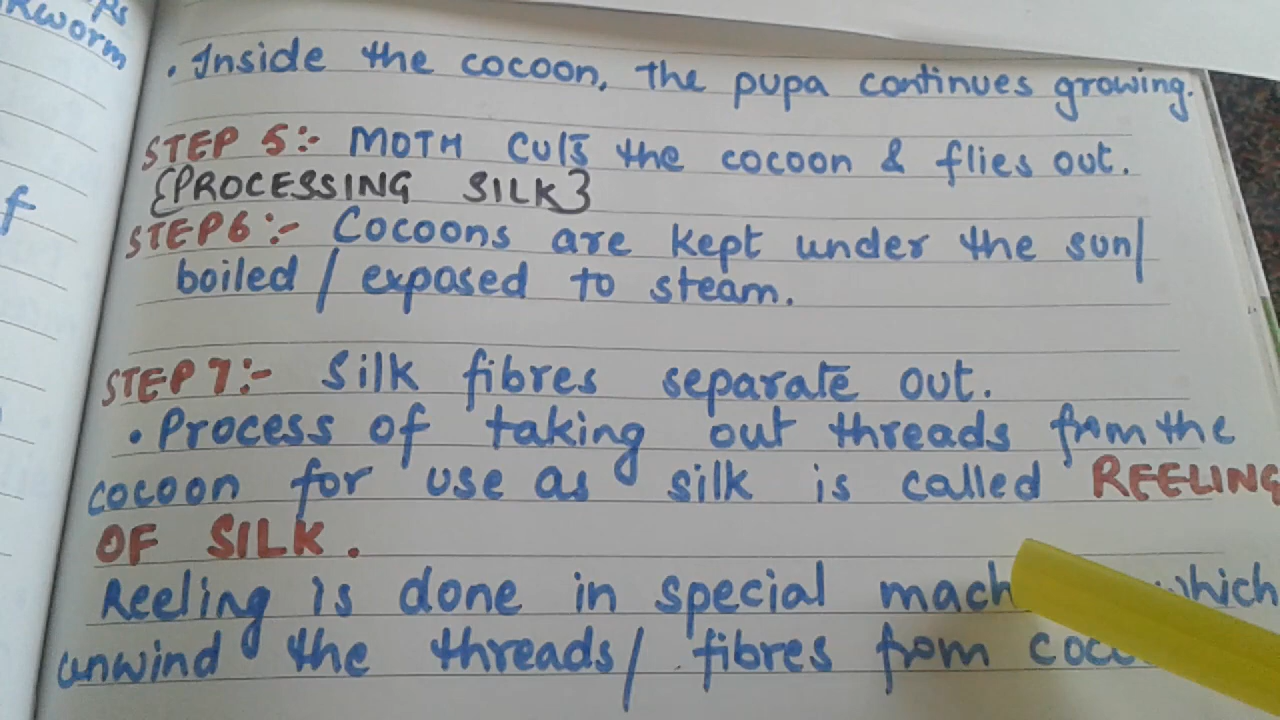 ps
kworm
f
. Inside the cocoon, the pupa continues growing.
STEP 5:- MOTH cuts the cocoon & flies out.
{PROCESSING SILK}
STEP6:- Cocoons are kept under the sun/
boiled / exposed to steam.
STEP 7:- Silk fibres separate out.
. Process of taking out threads from the
cocoon for use as silk is called REELING
OF SILK.
Reeling is done in special mach which
unwind the threads/ fibres from